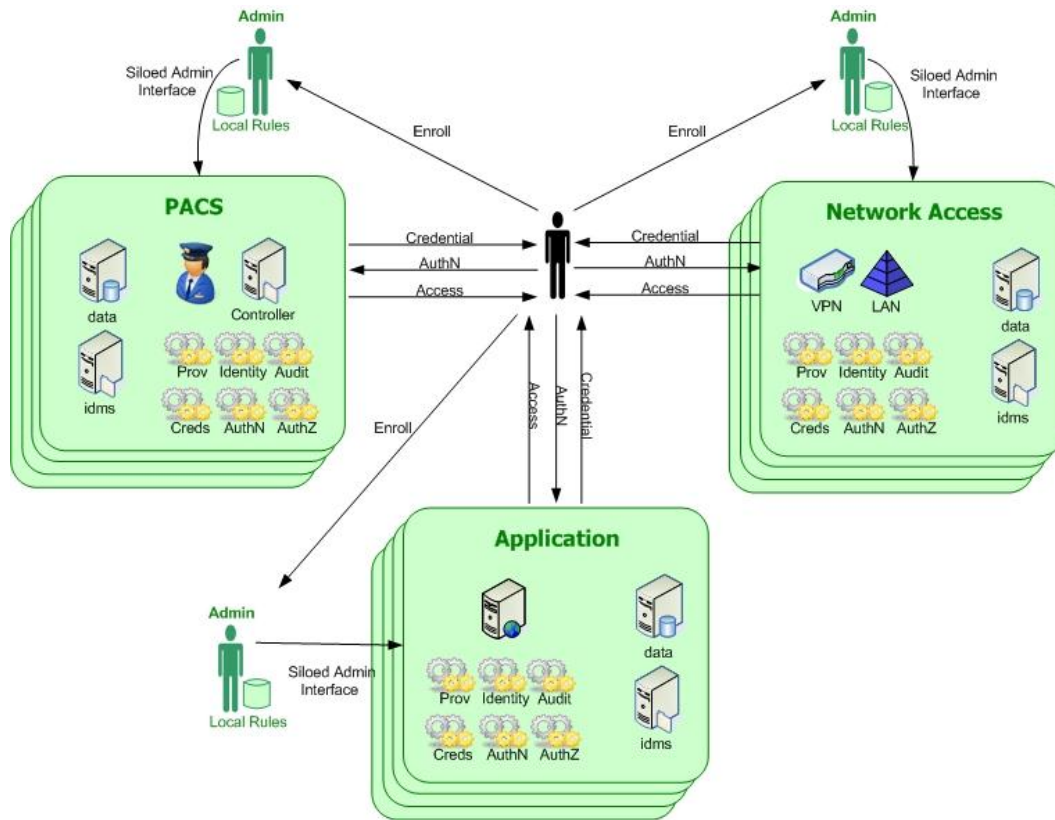 Admin
Siloed Admin
Interface
Local Rules
Enroll
Admin
Siloed Admin
Interface
Local Rules
Enroll
PACS
data
Controller
idms
Prov Identity Audit
Creds AuthN AuthZ
Credential
AuthN
Access
Credential
AuthN
Access
Network Access
VPN LAN
data
Prov Identity Audit
idms
Creds AuthN AuthZ
Enroll
Access
AuthN
Credential
Admin
Local Rules
Siloed Admin
Interface
Application
data
Prov Identity Audit
idms
Creds AuthN AuthZ